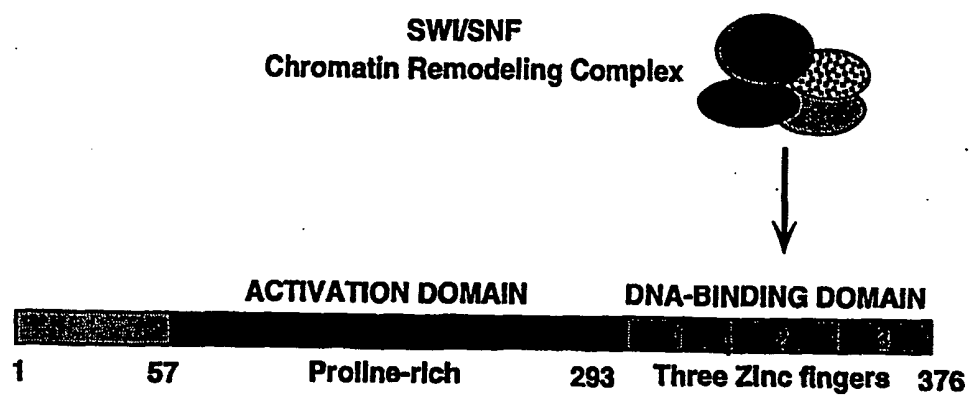 SWI/SNF
Chromatin Remodeling Complex
ACTIVATION DOMAIN DNA-BINDING DOMAIN
2 3
1 57 Proline-rich 293 Three Zinc fingers 376